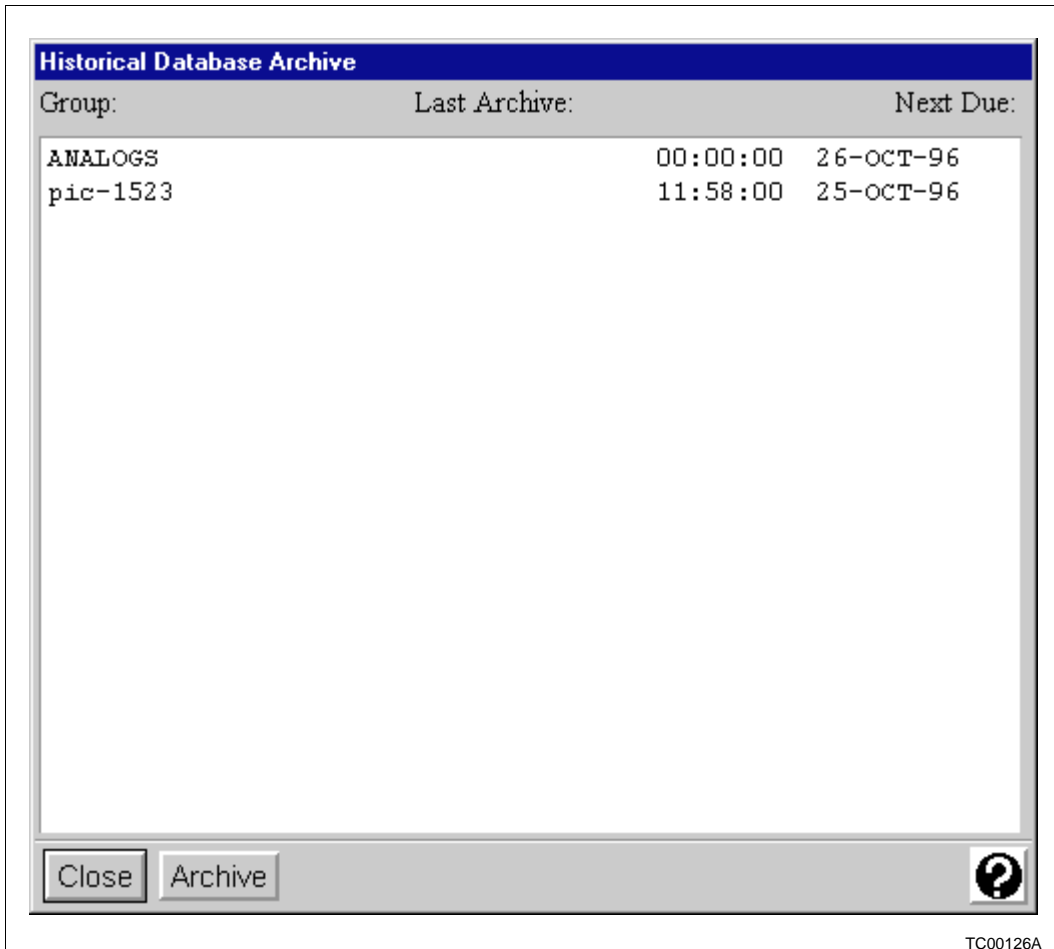 Historical Database Archive
Group: Last Archive: Next Due:
ANALOGS 00:00:00 26-OCT-96
pic-1523 11:58:00 25-OCT-96
Close Archive ?
TC00126A